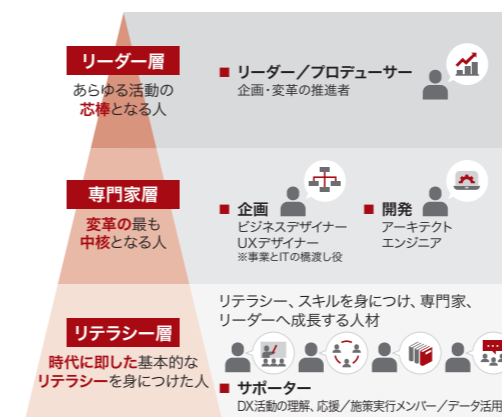 リーダー層
あらゆる活動の
芯棒となる人
■ リーダー／プロデューサー
企画・変革の推進者
専門家層
変革の最も
中核となる人
■ 企画
ビジネスデザイナー
UXデザイナー
※事業とITの橋渡し役
■ 開発
アーキテクト
エンジニア
リテラシー層
時代に即した基本的な
リテラシーを身につけた人
リテラシー、スキルを身につけ、専門家、
リーダーへ成長する人材
■ サポーター
DX活動の理解、応援／施策実行メンバー／データ活用